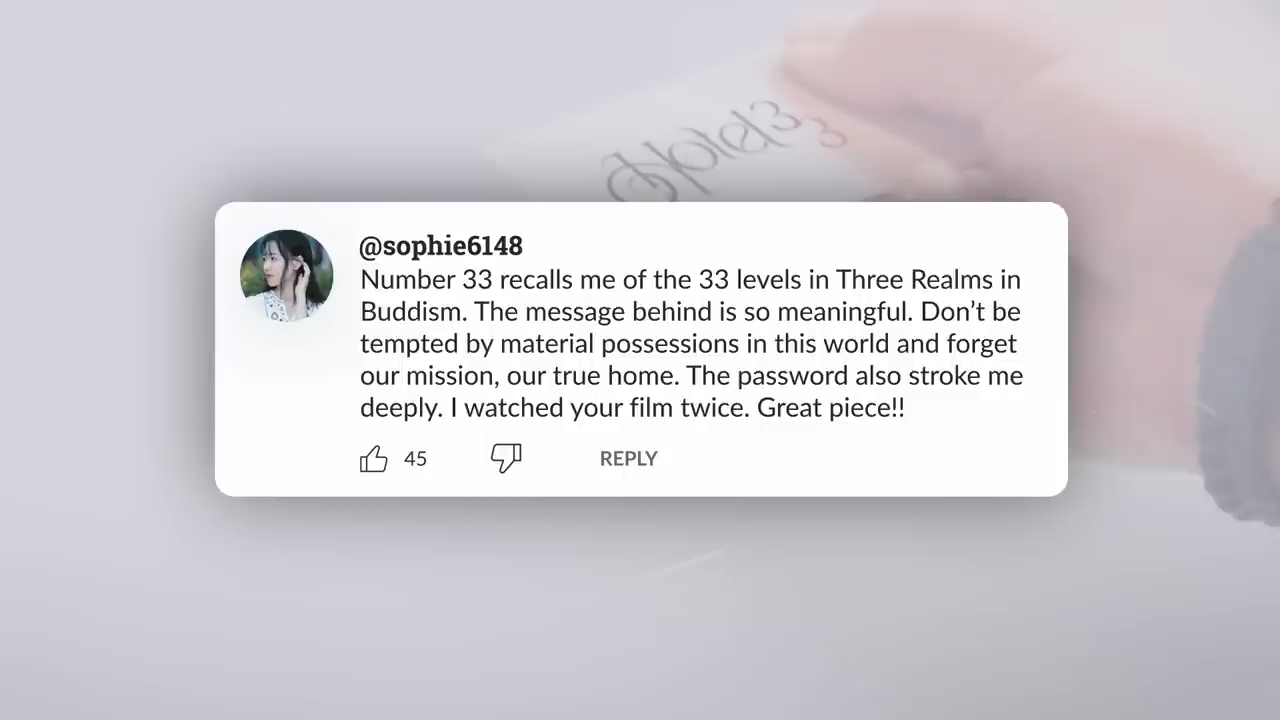 Hotel 33
@sophie6148
Number 33 recalls me of the 33 levels in Three Realms in
Buddism. The message behind is so meaningful. Don’t be
tempted by material possessions in this world and forget
our mission, our true home. The password also stroke me
deeply. I watched your film twice. Great piece!!
45
REPLY